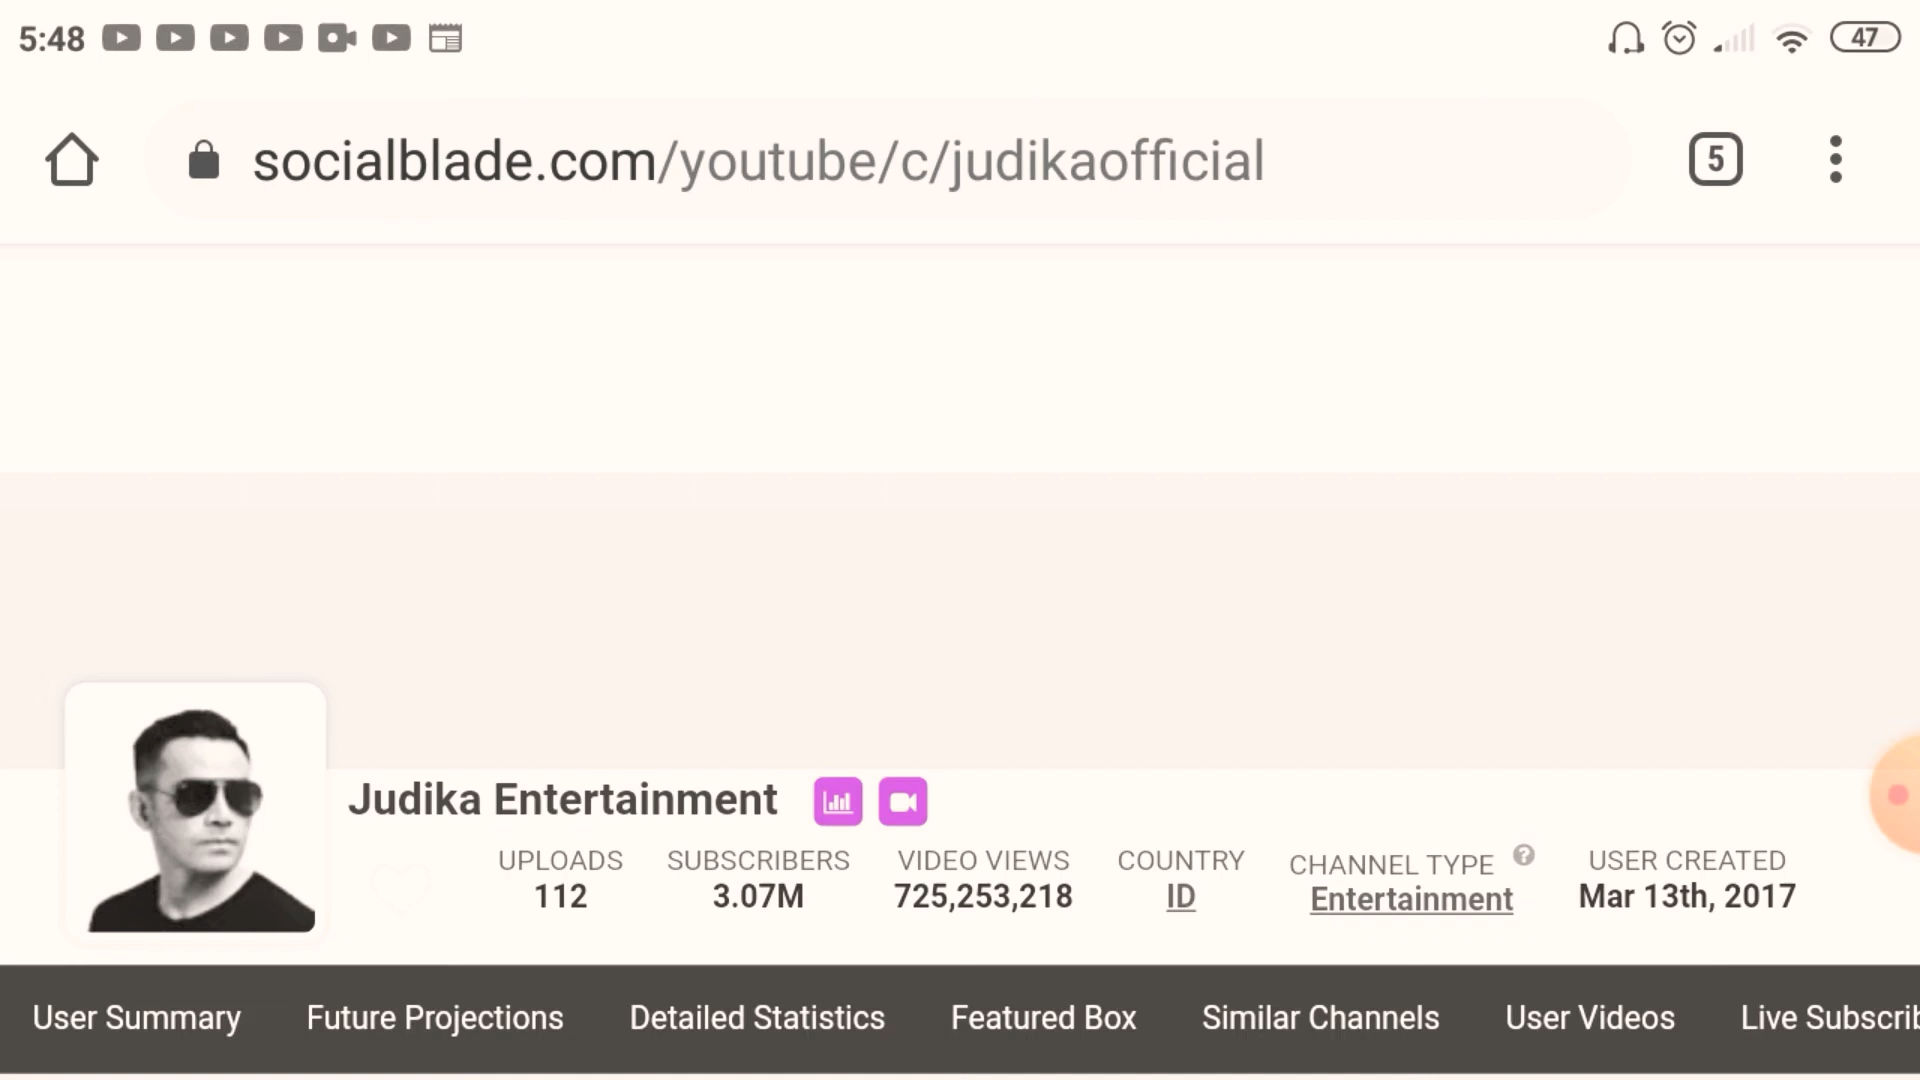 5:48
47
socialblade.com/youtube/c/judikaofficial
5
Judika Entertainment
UPLOADS SUBSCRIBERS VIDEO VIEWS COUNTRY CHANNEL TYPE ? USER CREATED
112 3.07M 725,253,218 ID Entertainment Mar 13th, 2017
User Summary Future Projections Detailed Statistics Featured Box Similar Channels User Videos Live Subscrib